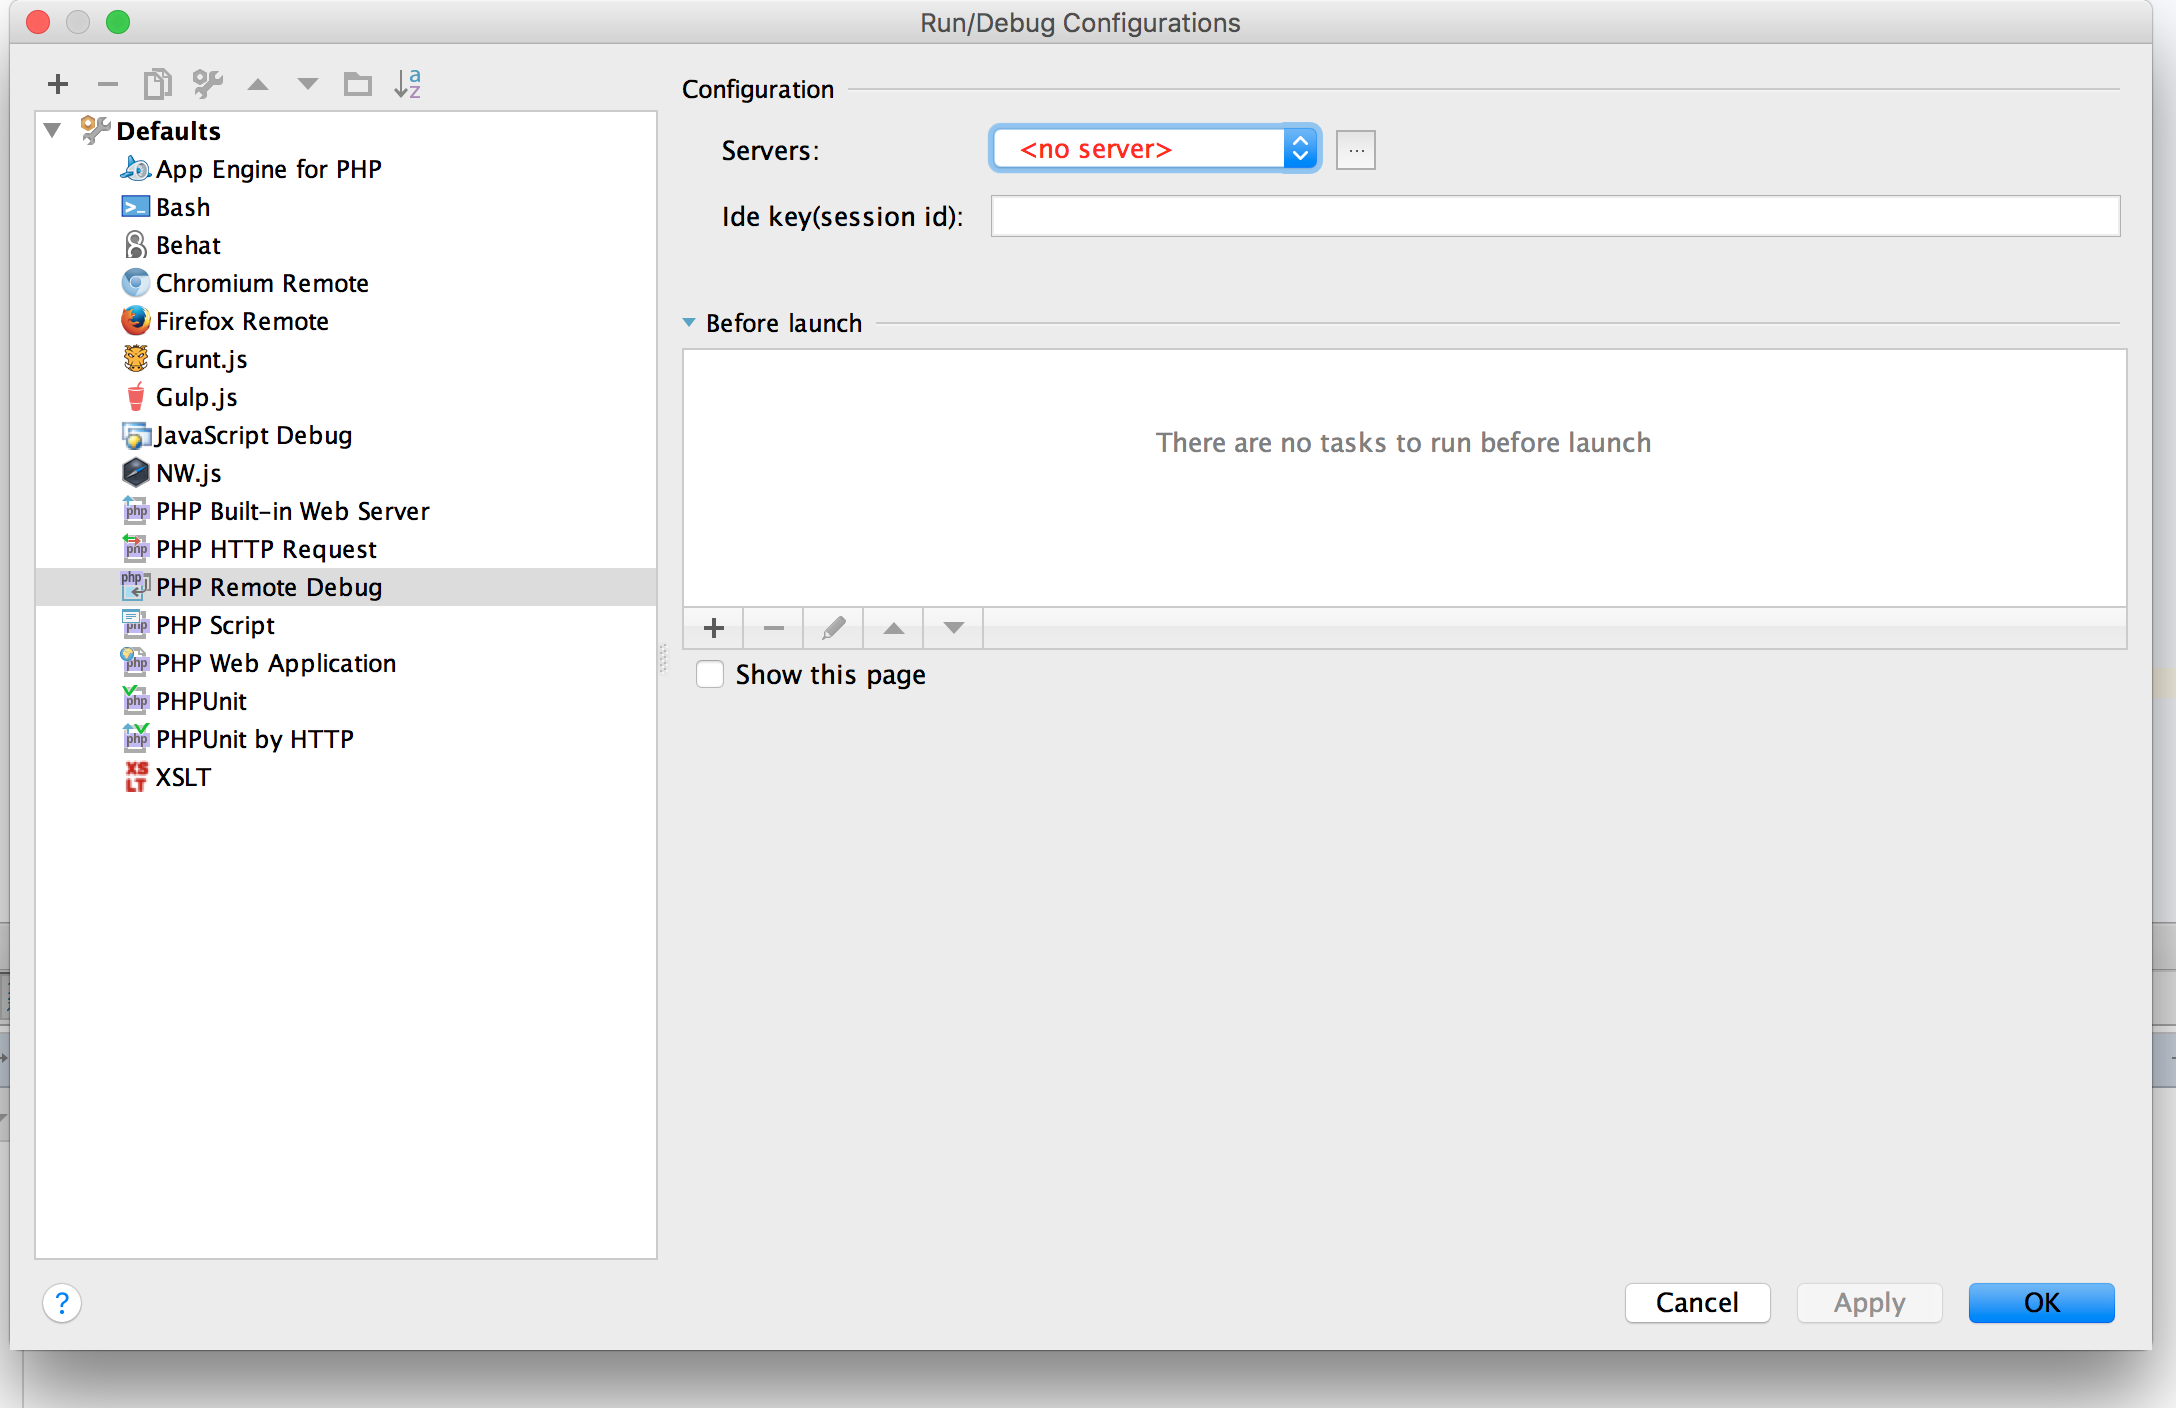 Run/Debug Configurations
Defaults
App Engine for PHP
Bash
Behat
Chromium Remote
Firefox Remote
Grunt.js
Gulp.js
JavaScript Debug
NW.js
PHP Built-in Web Server
PHP HTTP Request
PHP Remote Debug
PHP Script
PHP Web Application
PHPUnit
PHPUnit by HTTP
XSLT
Configuration
Servers: <no server> ...
Ide key(session id):
Before launch
There are no tasks to run before launch
Show this page
? Cancel Apply OK